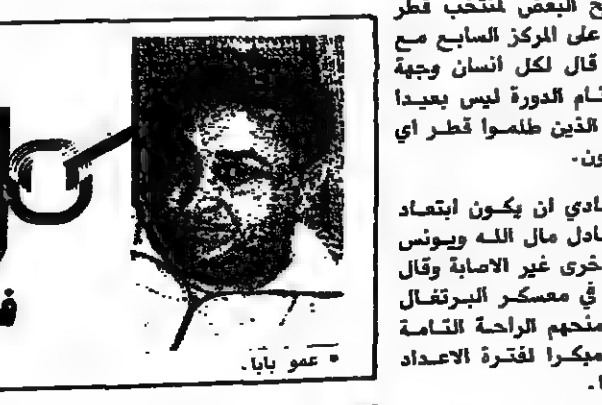 ح البعض لمنتخب قطر
على المركز السابع مع
قال لكل انسان وجهة
تام الدورة ليس بعيدا
الذين ظلموا قطر اي
ون.
ادي ان يكون ابتعاد
ادل مال الله ويونس
خرى غير الاصابة وقال
في معسكر البرتغال
منحهم الراحة التامة
مبكرا لفترة الاعداد
ا.
عمو بابا.